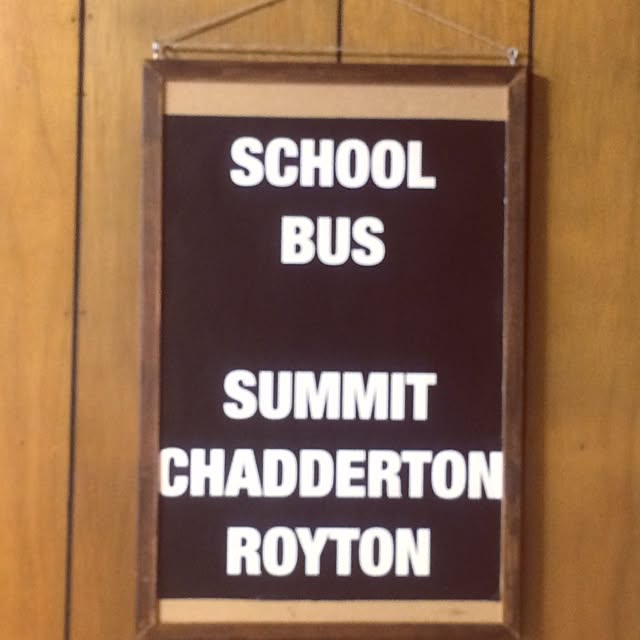 SCHOOL
BUS
SUMMIT
CHADDERTON
ROYTON